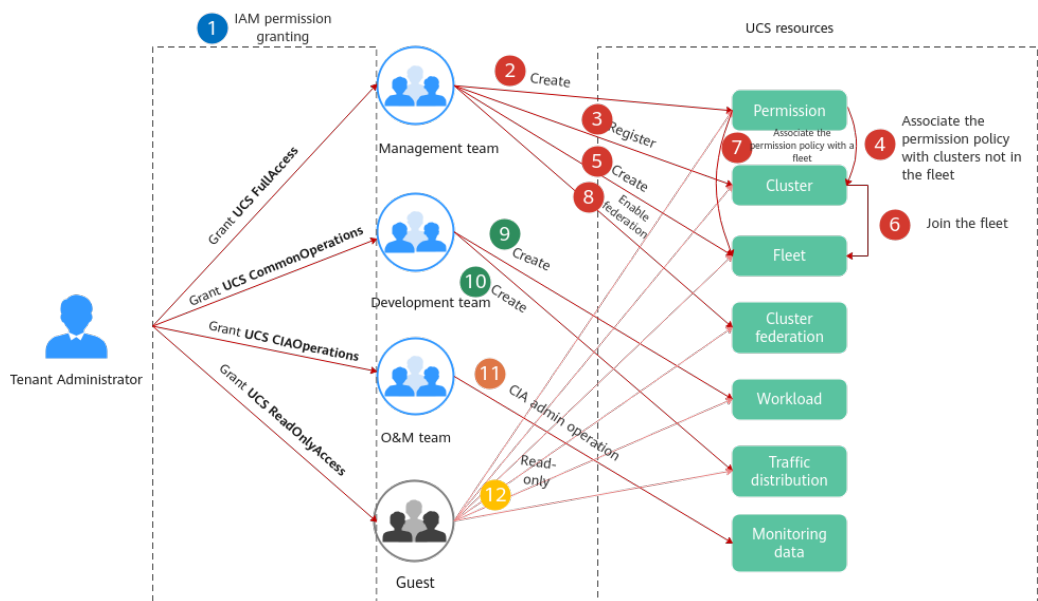 1
IAM permission
granting
UCS resources
2
Create
Permission
3
Register
7
Associate the
permission policy with a
fleet
4
Associate the
permission policy
with clusters not in
the fleet
Management team
5
Create
Cluster
Grant UCS FullAccess
8
Enable
federation
6
Join the fleet
9
Create
Fleet
Grant UCS CommonOperations
10
Create
Development team
Cluster
federation
Tenant Administrator
Grant UCS CIAOperations
11
CIA admin operation
Workload
Grant UCS ReadOnlyAccess
O&M team
Read-
only
12
Traffic
distribution
Monitoring
data
Guest